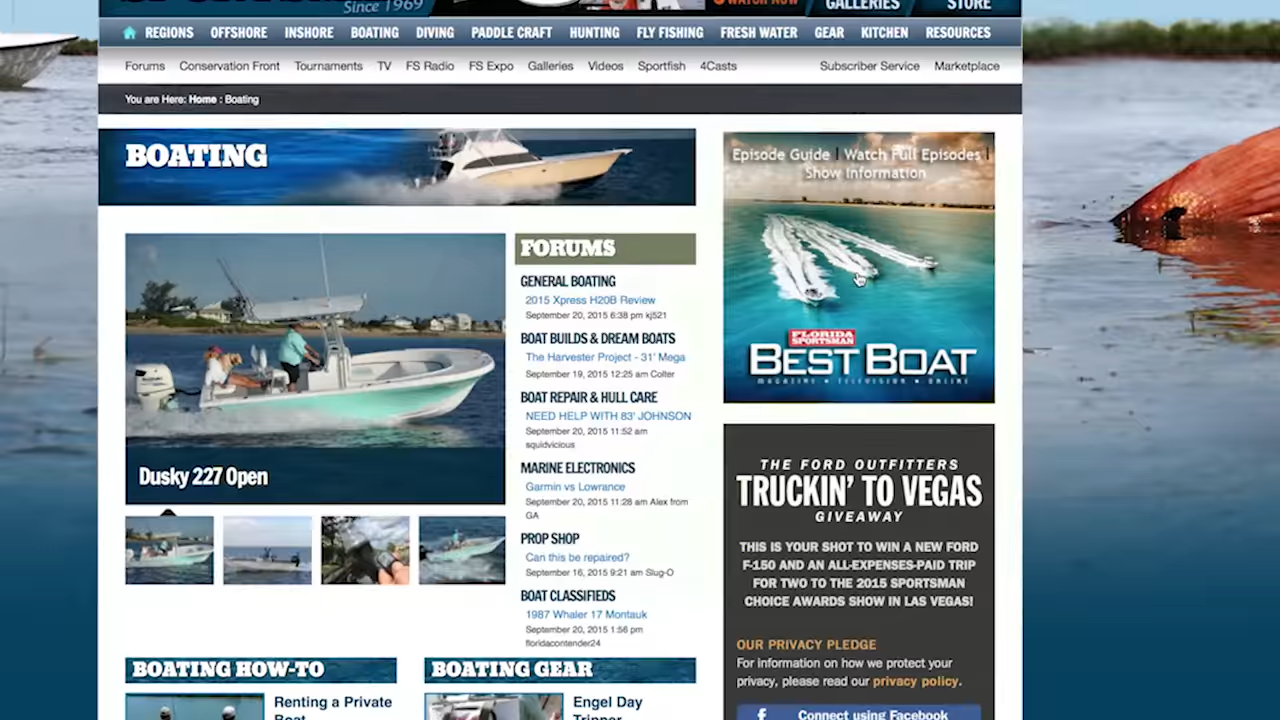 Since 1969
WATCH NOW
GALLERIES
STORE
REGIONS OFFSHORE INSHORE BOATING DIVING PADDLE CRAFT HUNTING FLY FISHING FRESH WATER GEAR KITCHEN RESOURCES
Forums Conservation Front Tournaments TV FS Radio FS Expo Galleries Videos Sportfish 4Casts Subscriber Service Marketplace
You are Here: Home : Boating
BOATING
SUZUKI
Dusky 227 Open
FORUMS
GENERAL BOATING
2015 Xpress H20B Review
September 20, 2015 6:38 pm kj521
BOAT BUILDS & DREAM BOATS
The Harvester Project - 31' Mega
September 19, 2015 12:25 am Colter
BOAT REPAIR & HULL CARE
NEED HELP WITH 83' JOHNSON
September 20, 2015 11:52 am
squidvicious
MARINE ELECTRONICS
Garmin vs Lowrance
September 20, 2015 11:28 am Alex from
GA
PROP SHOP
Can this be repaired?
September 16, 2015 9:21 am Slug-O
BOAT CLASSIFIEDS
1987 Whaler 17 Montauk
September 20, 2015 1:56 pm
floridacontender24
Episode Guide | Watch Full Episodes |
Show Information
FLORIDA
SPORTSMAN
BEST BOAT
MAGAZINE • TELEVISION • ONLINE
THE FORD OUTFITTERS
TRUCKIN' TO VEGAS
GIVEAWAY
THIS IS YOUR SHOT TO WIN A NEW FORD
F-150 AND AN ALL-EXPENSES-PAID TRIP
FOR TWO TO THE 2015 SPORTSMAN
CHOICE AWARDS SHOW IN LAS VEGAS!
OUR PRIVACY PLEDGE
For information on how we protect your
privacy, please read our privacy policy.
f Connect using Facebook
BOATING HOW-TO
Renting a Private
Boat
BOATING GEAR
Engel Day
Tripper